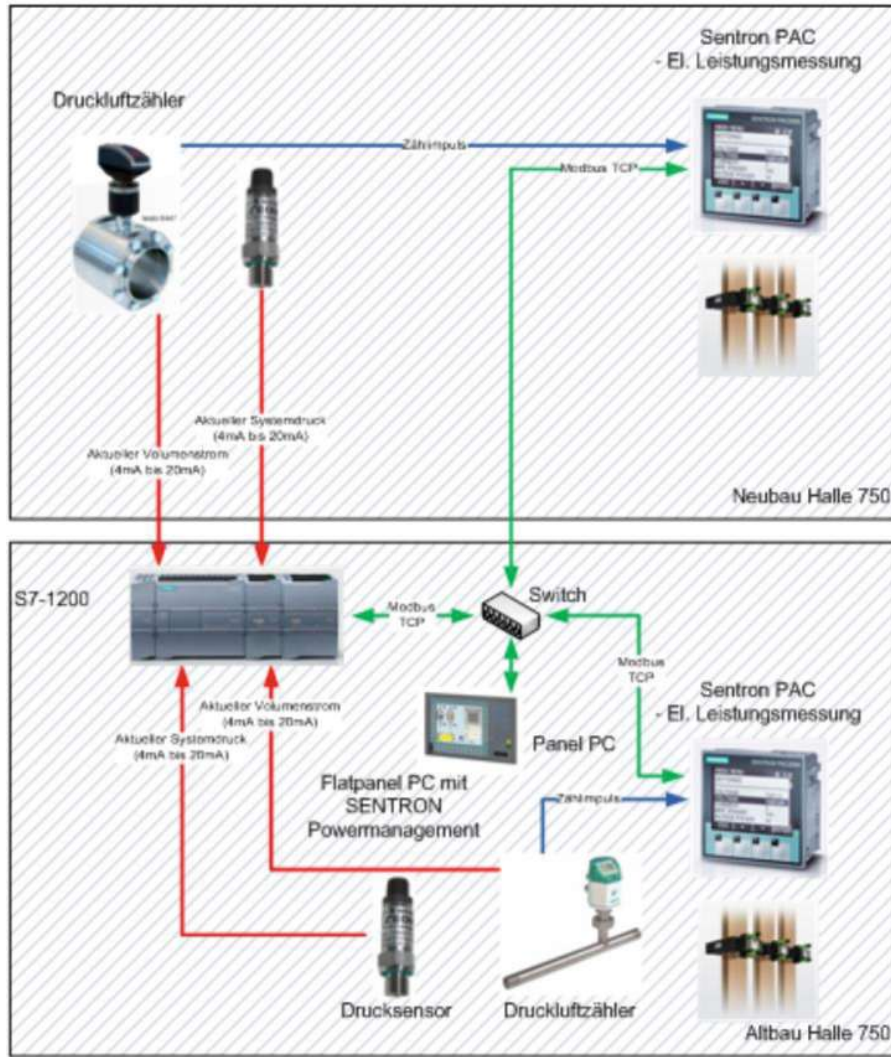 Sentron PAC
- El. Leistungsmessung
Druckluftzähler
Zählimpuls
Modbus TCP
Aktueller Systemdruck
(4mA bis 20mA)
Aktueller Volumenstrom
(4mA bis 20mA)
Neubau Halle 750
S7-1200
Switch
Modbus
TCP
Modbus
TCP
Aktueller Volumenstrom
(4mA bis 20mA)
Sentron PAC
- El. Leistungsmessung
Aktueller Systemdruck
(4mA bis 20mA)
Panel PC
Flatpanel PC mit
SENTRON
Powermanagement
Zählimpuls
Drucksensor
Druckluftzähler
Altbau Halle 750